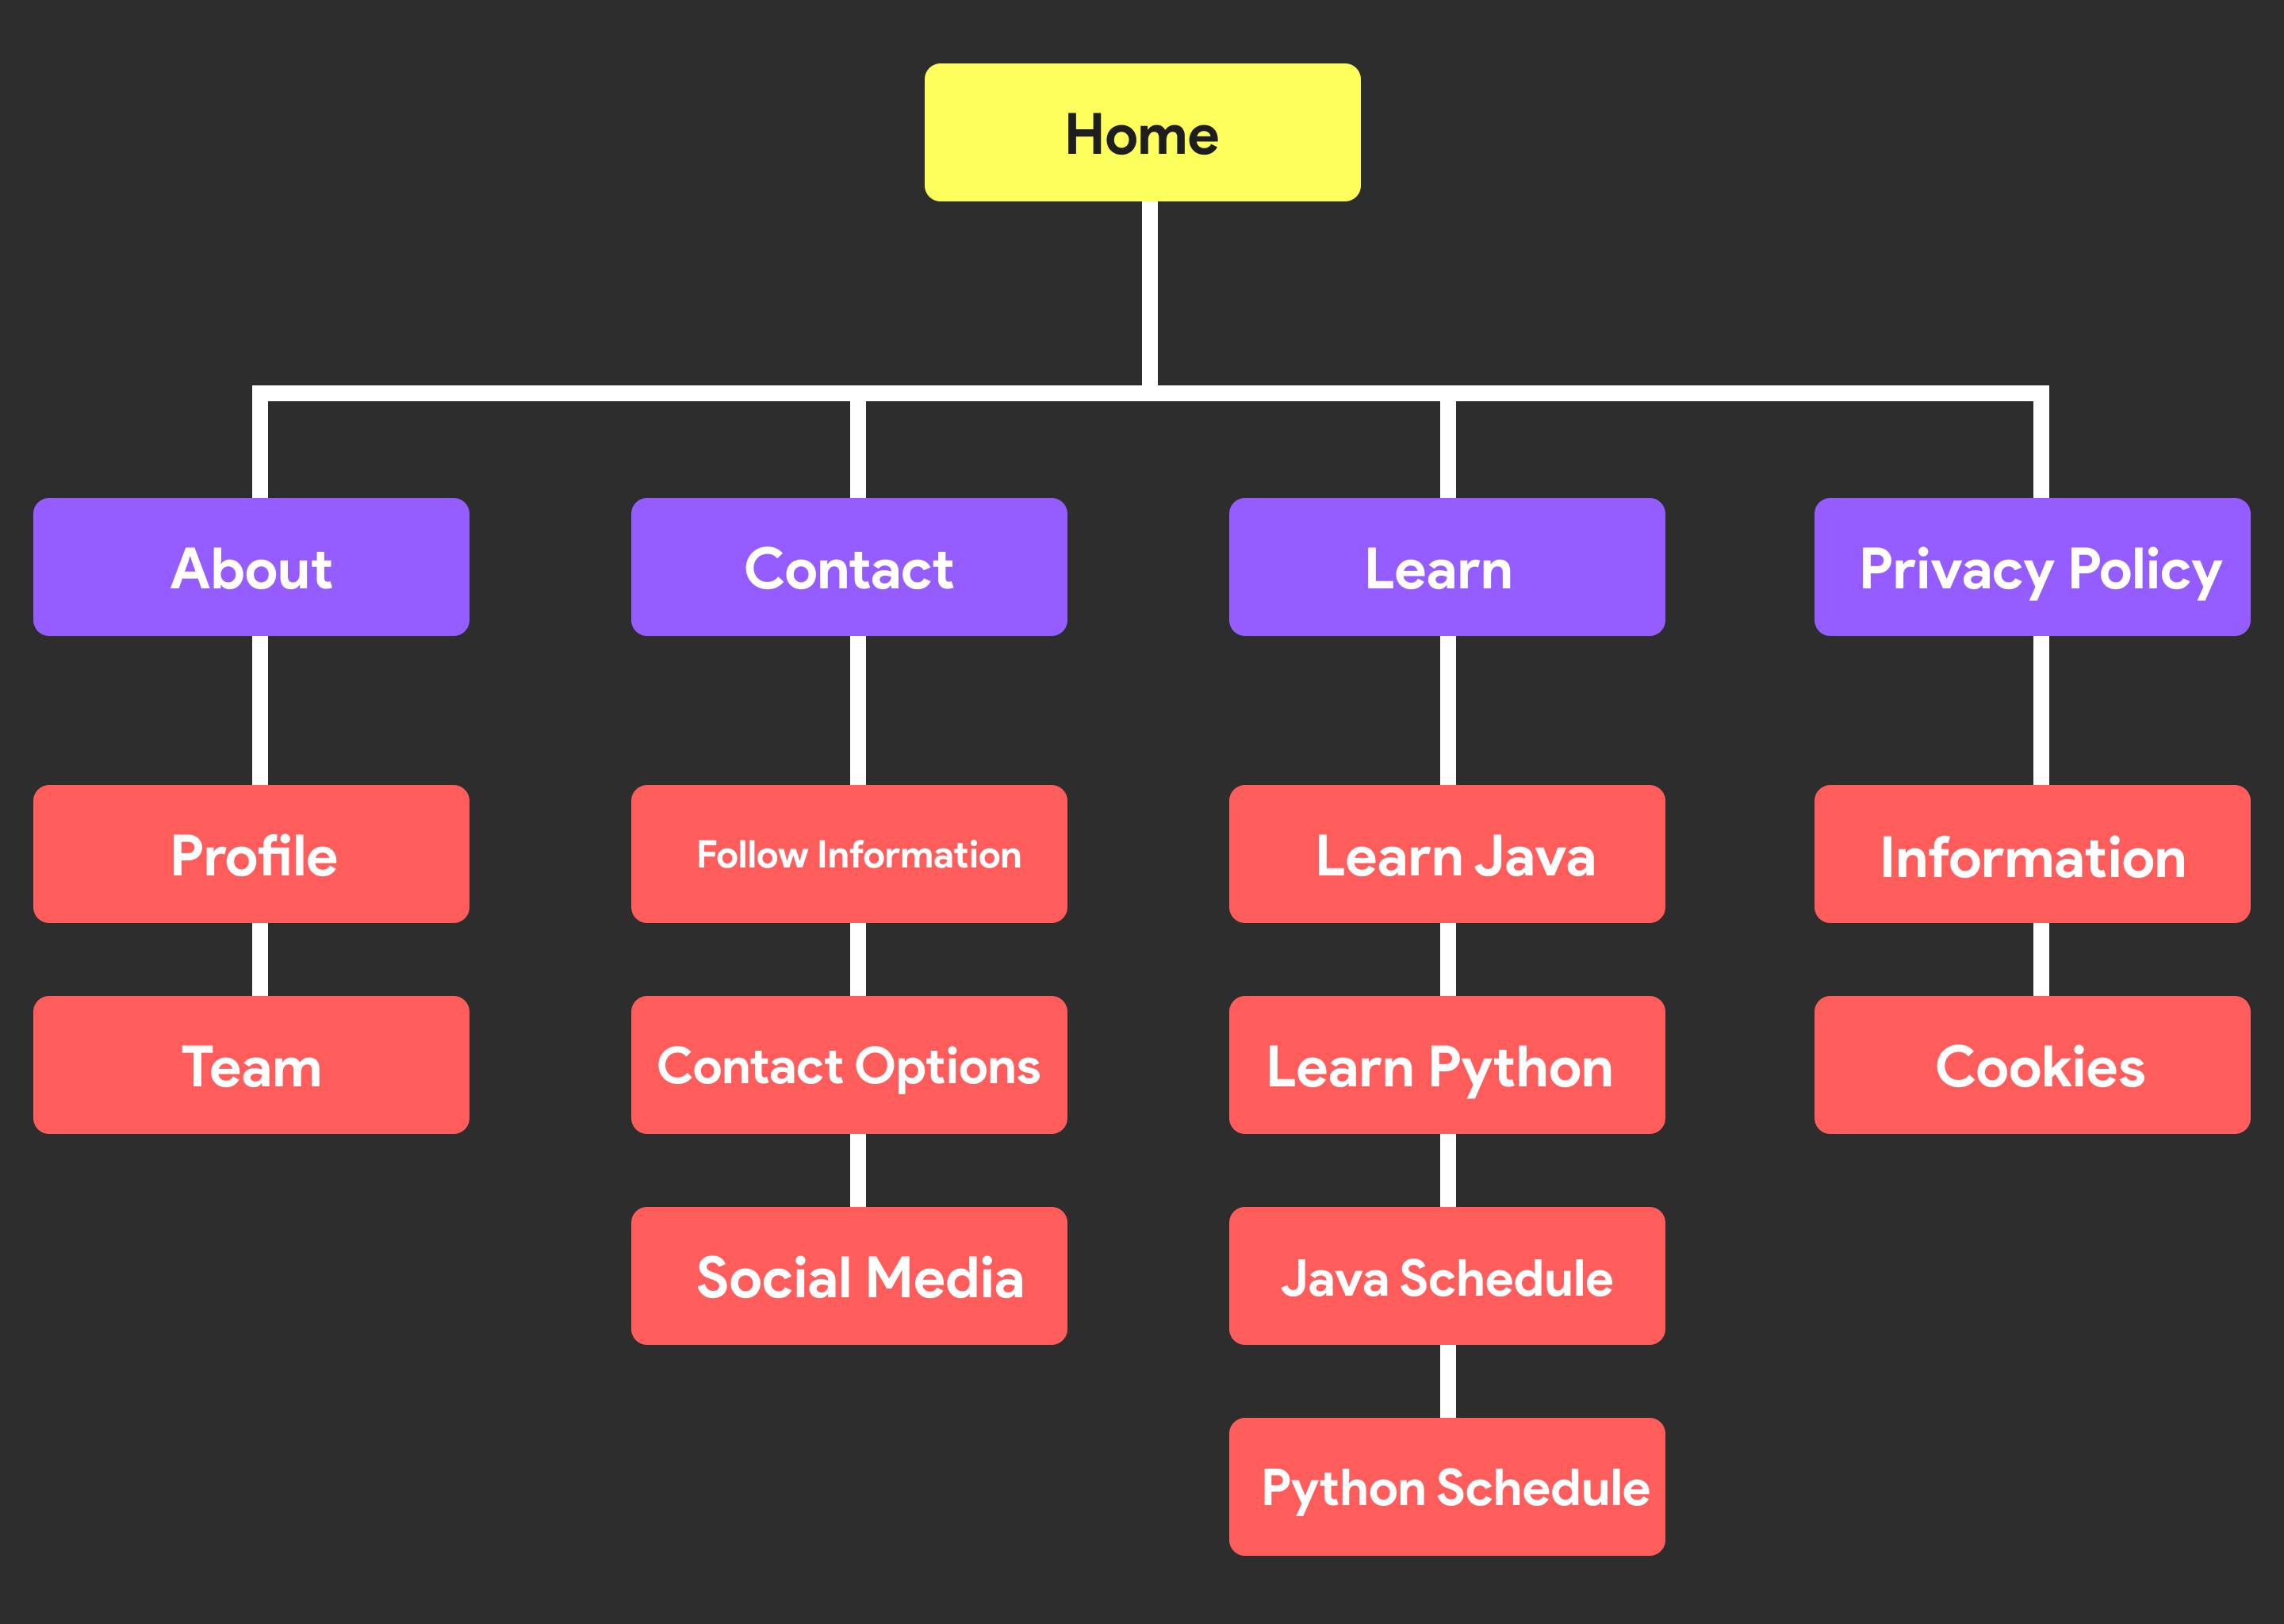 Home
About
Contact
Learn
Privacy Policy
Profile
Follow Information
Learn Java
Information
Team
Contact Options
Learn Python
Cookies
Social Media
Java Schedule
Python Schedule